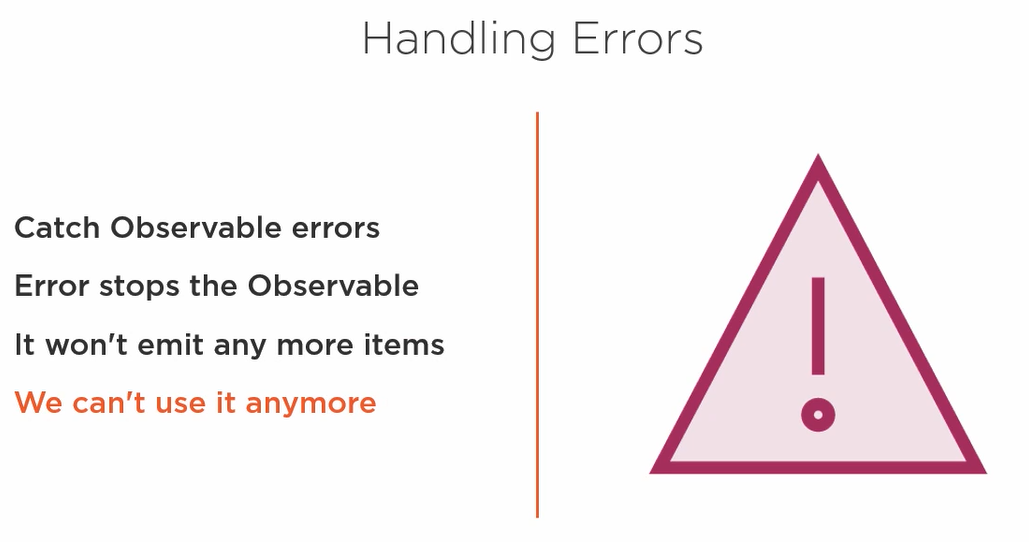 Handling Errors
Catch Observable errors
Error stops the Observable
It won't emit any more items
We can't use it anymore